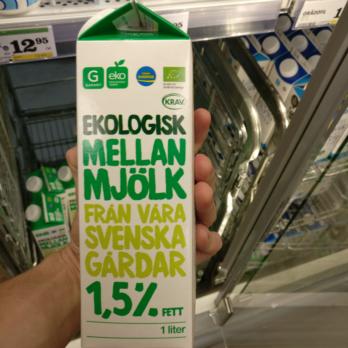 12.95
G
eko
KRAV
EKOLOGISK
MELLAN
MJÖLK
FRÅN VÅRA
SVENSKA
GÅRDAR
1,5% FETT
1 liter